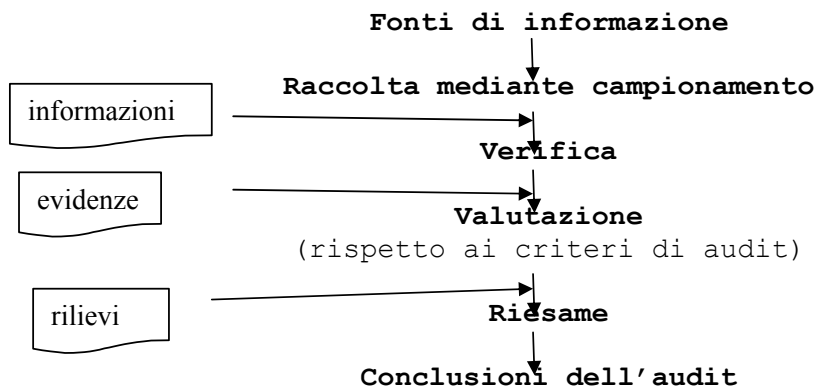 Fonti di informazione
Raccolta mediante campionamento
informazioni
Verifica
evidenze
Valutazione
(rispetto ai criteri di audit)
rilievi
Riesame
Conclusioni dell’audit